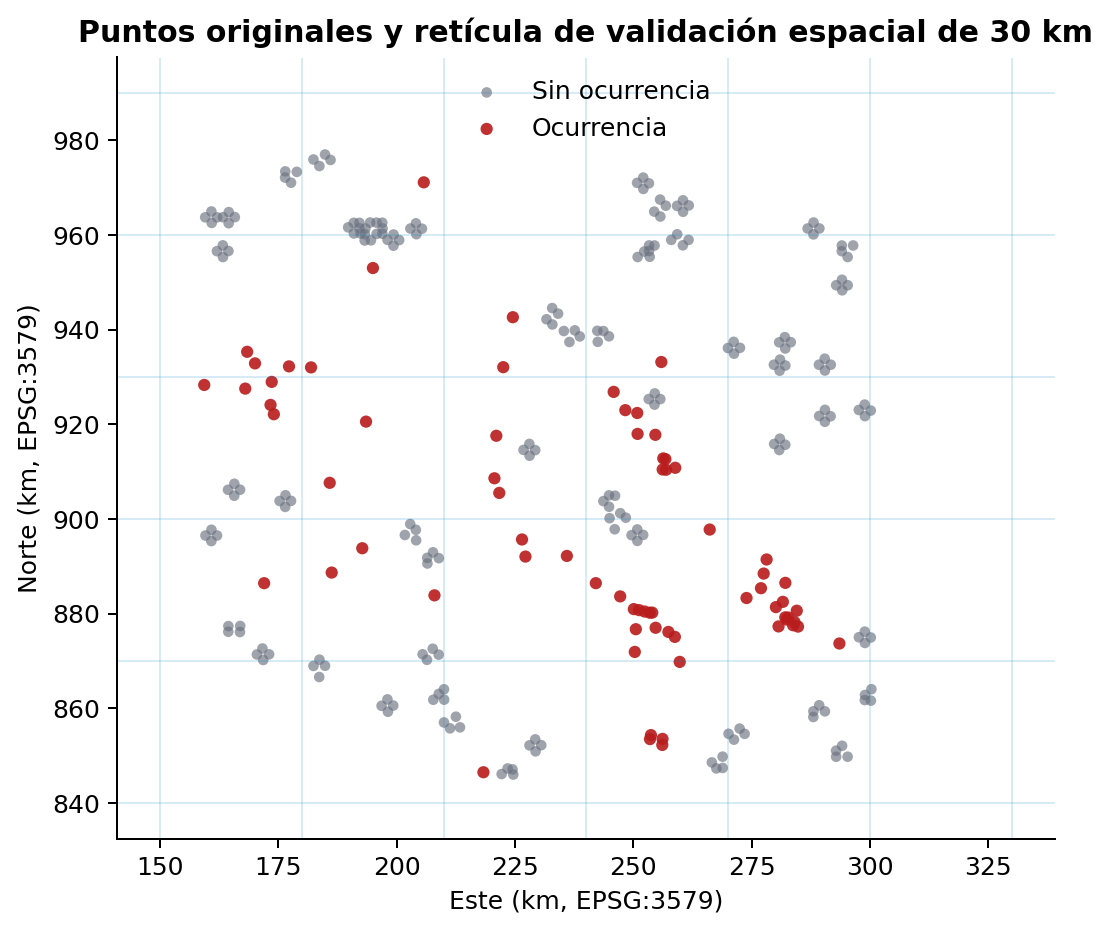 Puntos originales y retícula de validación espacial de 30 km
Sin ocurrencia
Ocurrencia
980
960
940
920
900
880
860
840
Norte (km, EPSG:3579)
150 175 200 225 250 275 300 325
Este (km, EPSG:3579)